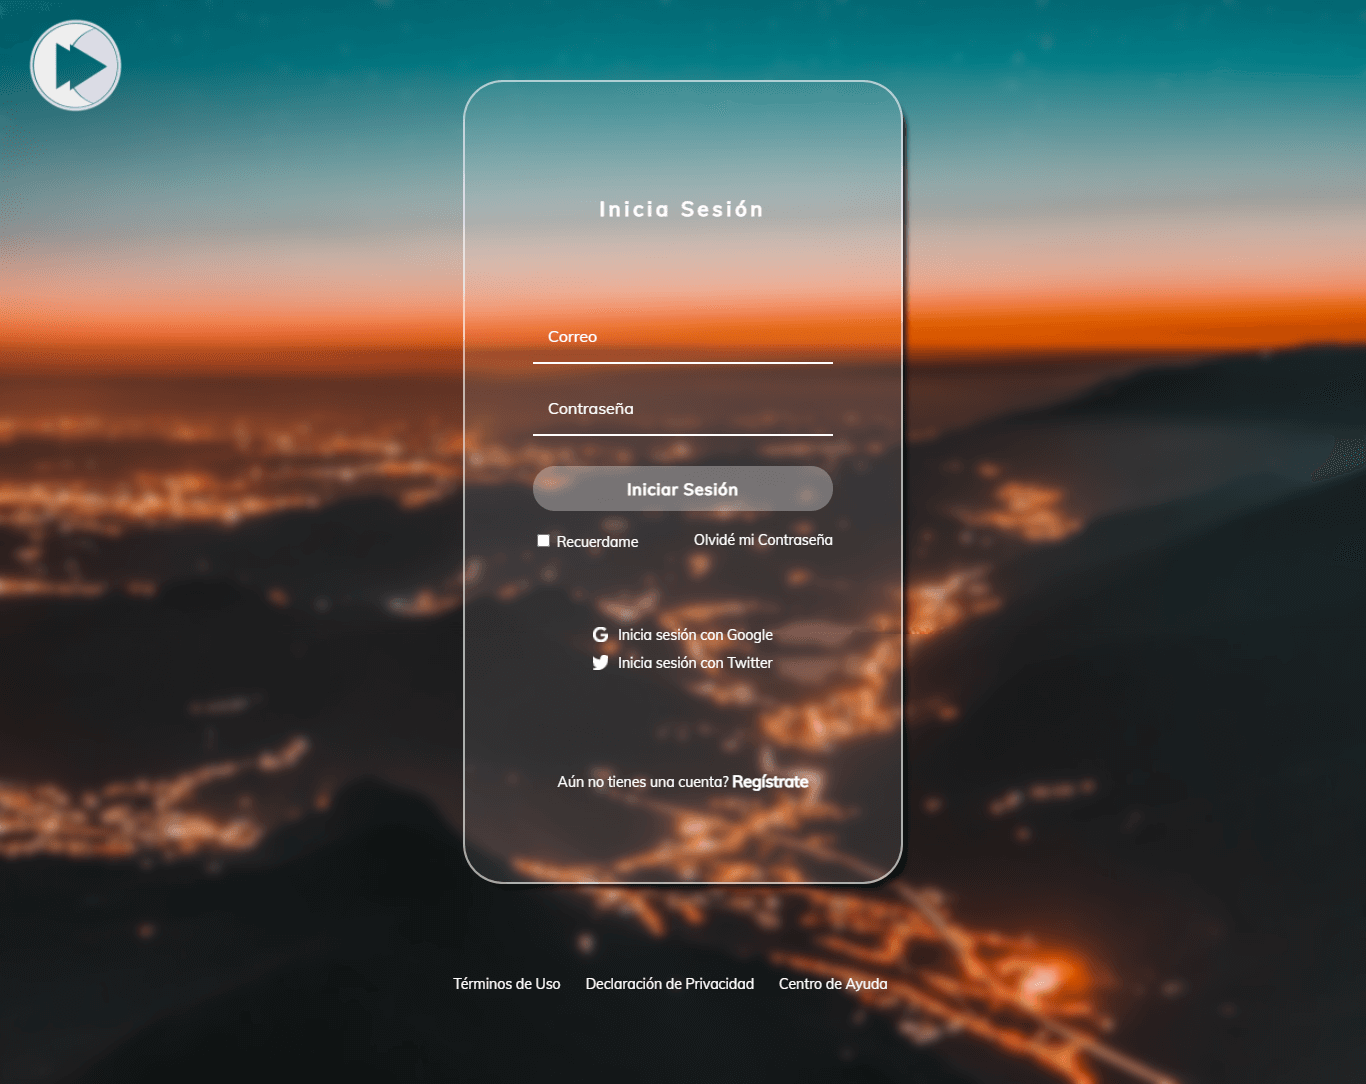 Inicia Sesión
Correo
Contraseña
Iniciar Sesión
Recuerdame Olvidé mi Contraseña
Inicia sesión con Google
Inicia sesión con Twitter
Aún no tienes una cuenta? Regístrate
Términos de Uso Declaración de Privacidad Centro de Ayuda